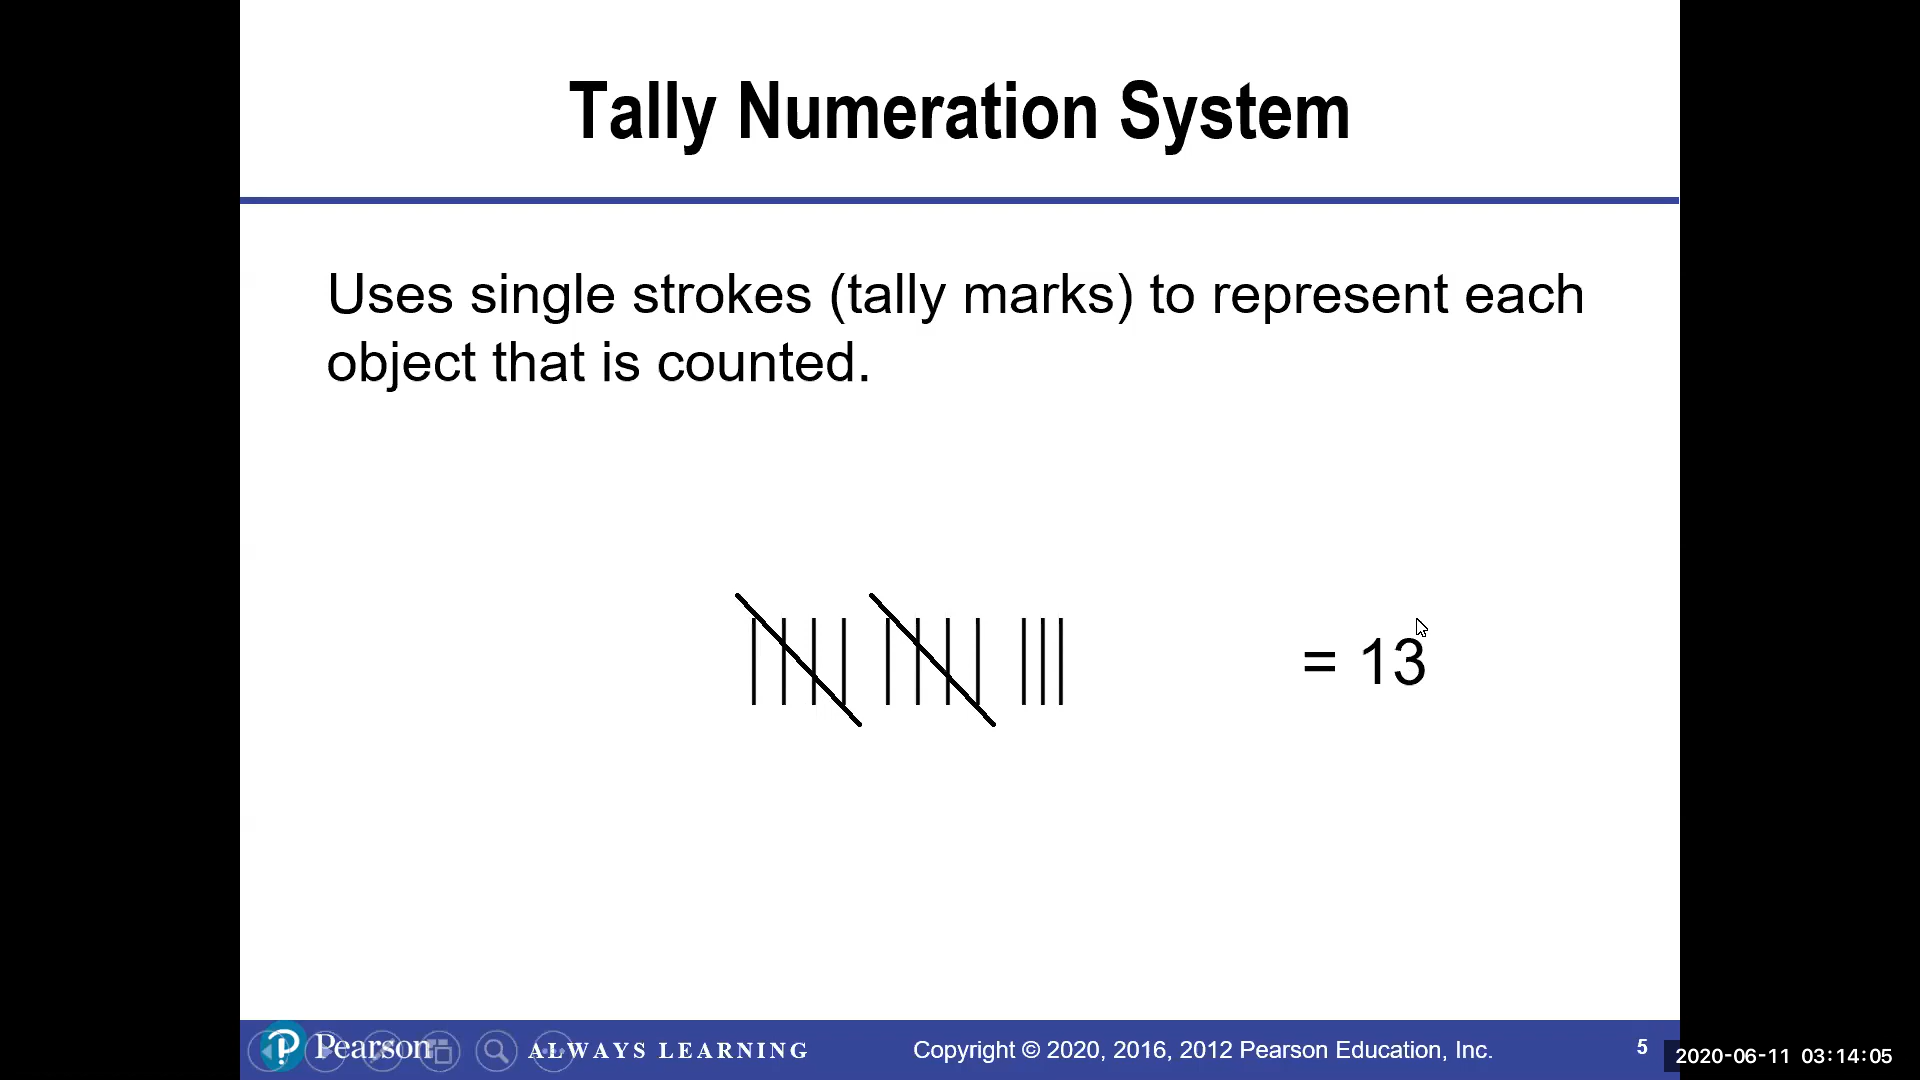 Tally Numeration System
Uses single strokes (tally marks) to represent each
object that is counted.
= 13
Pearson
ALWAYS LEARNING
Copyright © 2020, 2016, 2012 Pearson Education, Inc.
5
2020-06-11 03:14:05